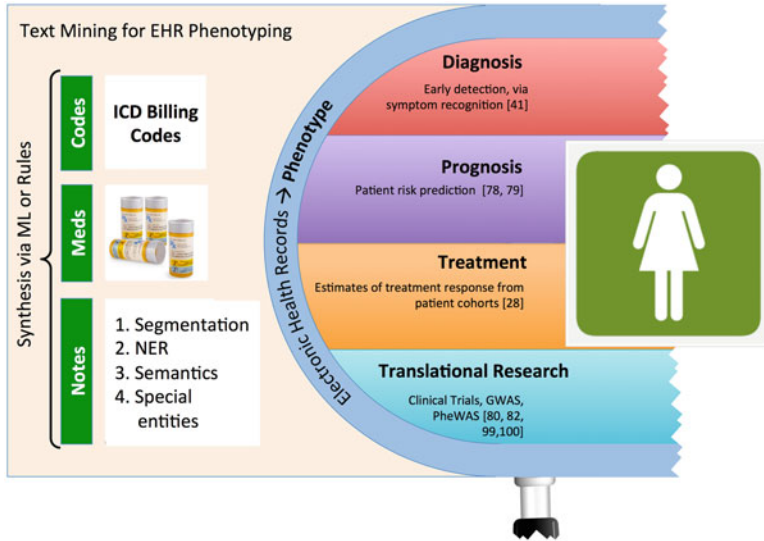 Text Mining for EHR Phenotyping
Synthesis via ML or Rules
Codes
ICD Billing
Codes
Meds
Notes
1. Segmentation
2. NER
3. Semantics
4. Special
entities
Electronic Health Records → Phenotype
Diagnosis
Early detection, via
symptom recognition [41]
Prognosis
Patient risk prediction [78, 79]
Treatment
Estimates of treatment response from
patient cohorts [28]
Translational Research
Clinical Trials, GWAS,
PheWAS [80, 82,
99,100]